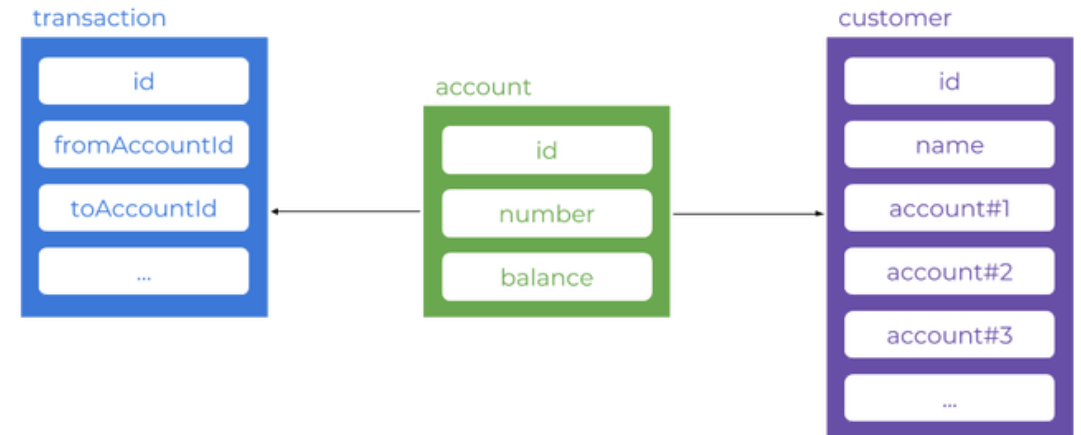 transaction
id
fromAccountId
toAccountId
...
account
id
number
balance
customer
id
name
account#1
account#2
account#3
...